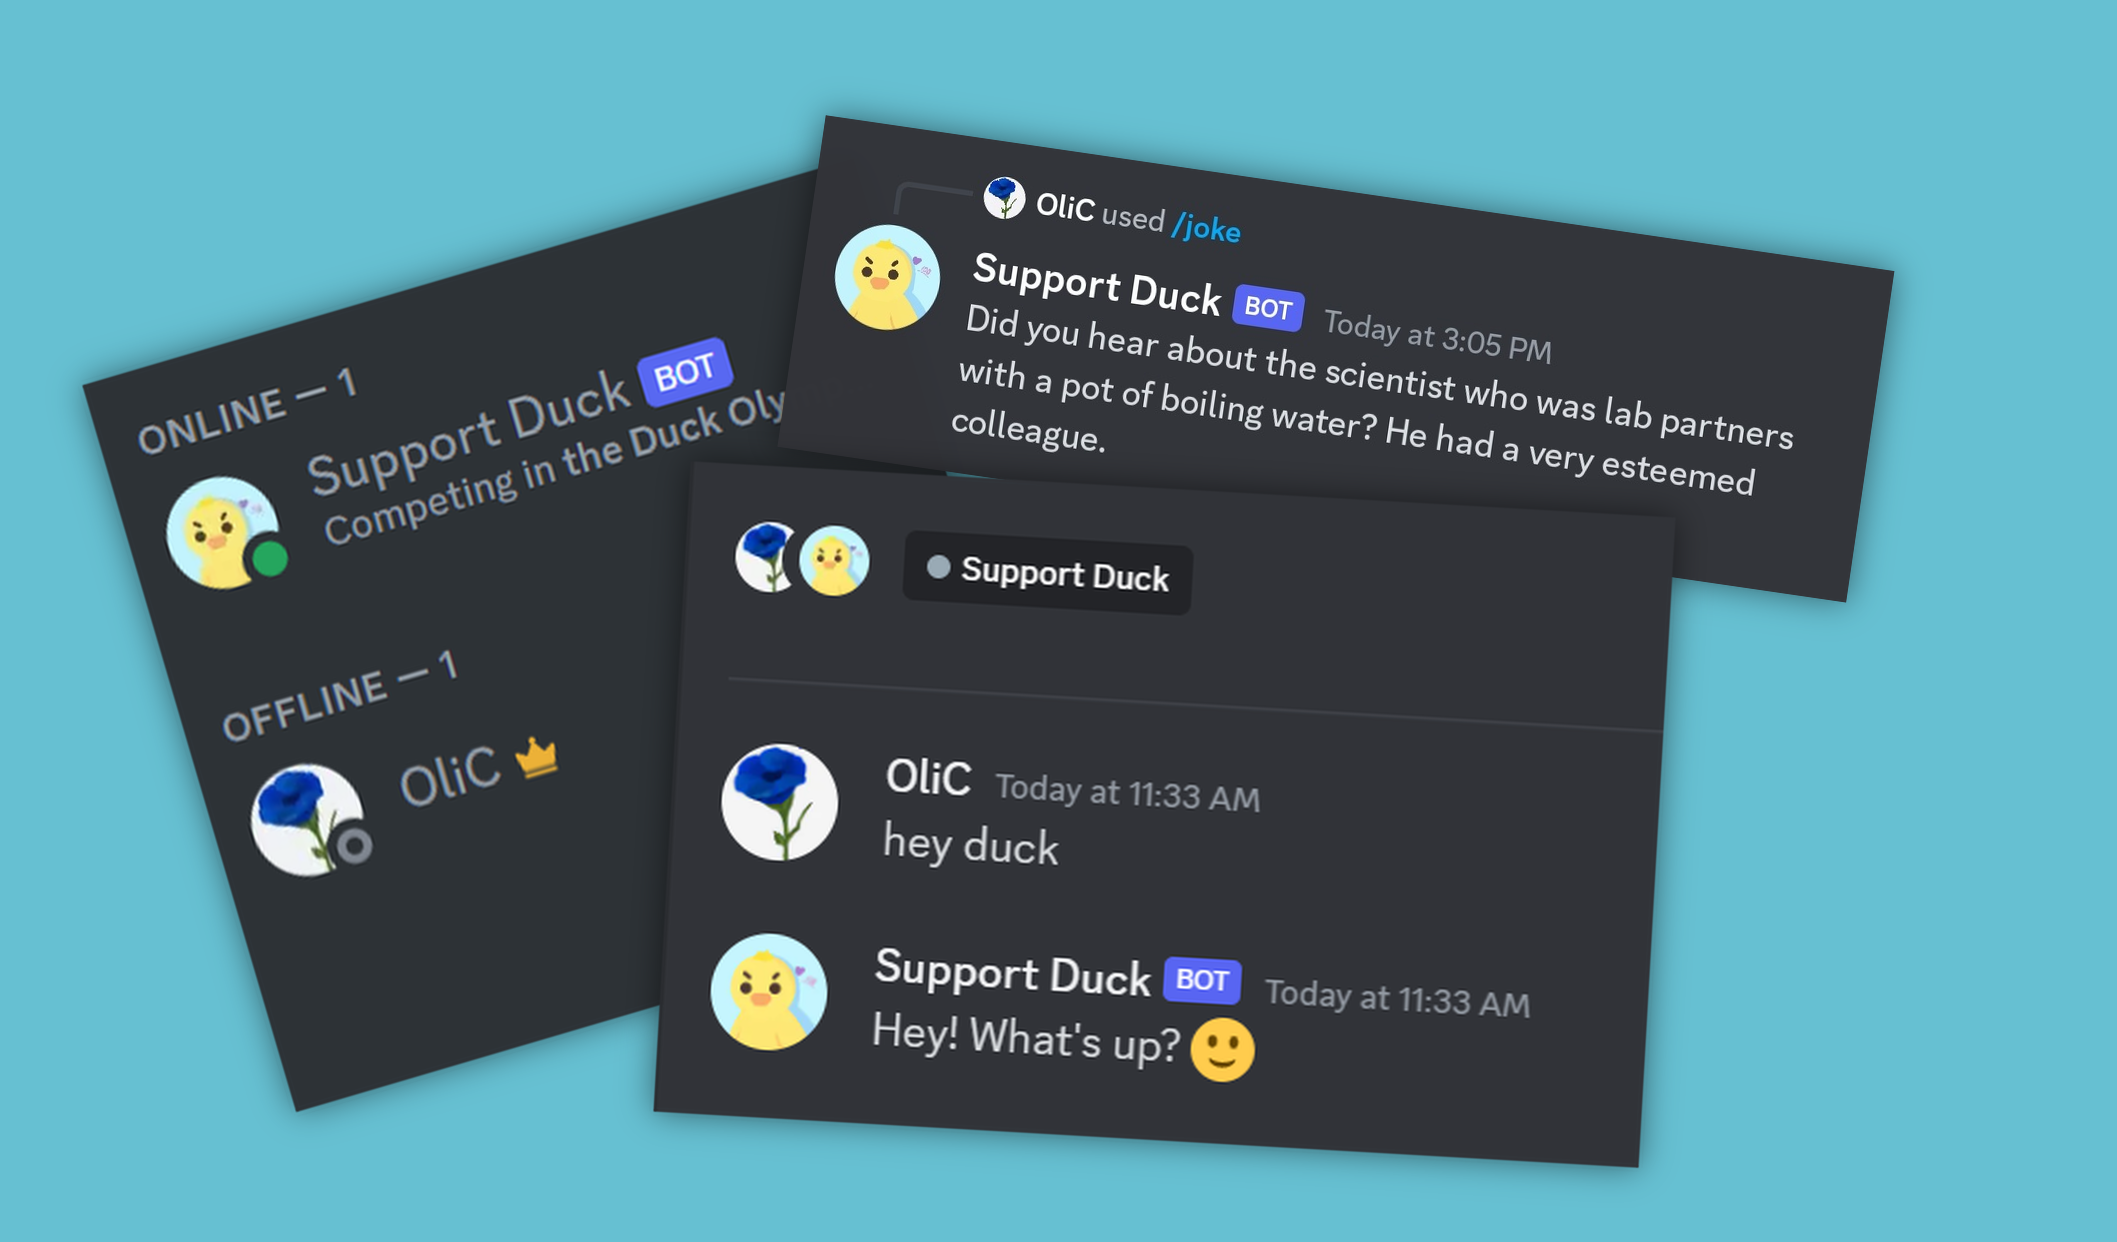 ONLINE — 1
Support Duck BOT
Competing in the Duck
OFFLINE — 1
OliC
OliC used /joke
Support Duck BOT Today at 3:05 PM
Did you hear about the scientist who was lab partners
with a pot of boiling water? He had a very esteemed
colleague.
Support Duck
OliC Today at 11:33 AM
hey duck
Support Duck BOT Today at 11:33 AM
Hey! What's up? 🙂